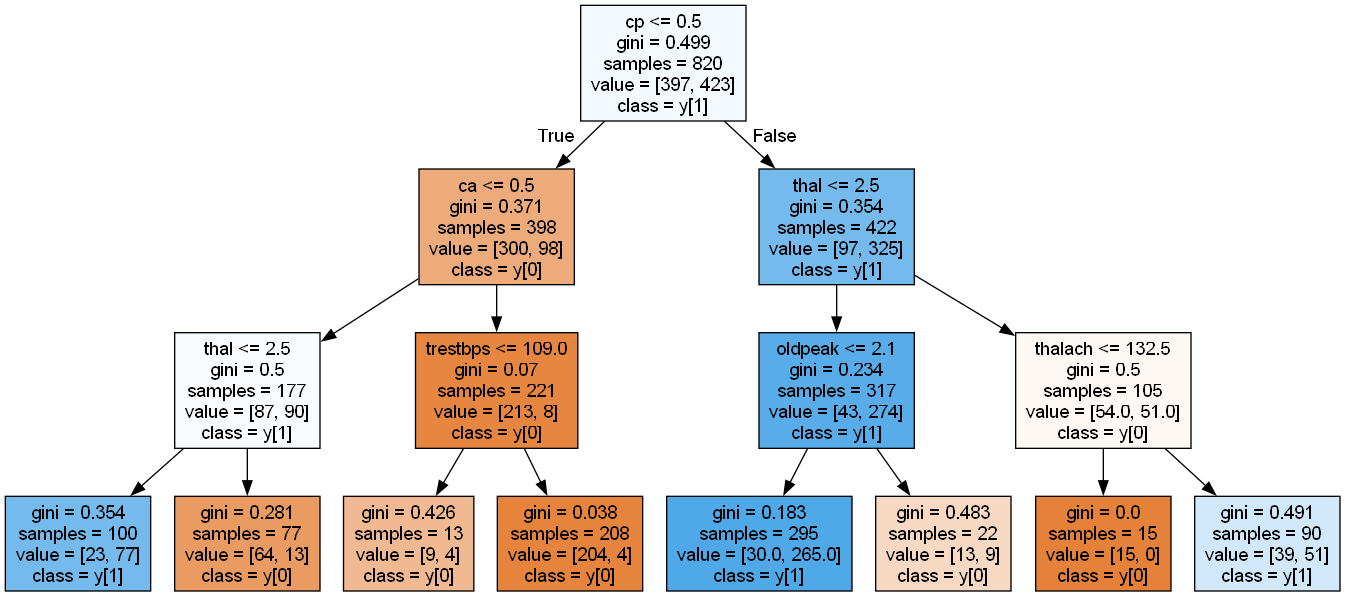 cp <= 0.5
gini = 0.499
samples = 820
value = [397, 423]
class = y[1]
True
False
ca <= 0.5
gini = 0.371
samples = 398
value = [300, 98]
class = y[0]
thal <= 2.5
gini = 0.354
samples = 422
value = [97, 325]
class = y[1]
thal <= 2.5
gini = 0.5
samples = 177
value = [87, 90]
class = y[1]
trestbps <= 109.0
gini = 0.07
samples = 221
value = [213, 8]
class = y[0]
oldpeak <= 2.1
gini = 0.234
samples = 317
value = [43, 274]
class = y[1]
thalach <= 132.5
gini = 0.5
samples = 105
value = [54.0, 51.0]
class = y[0]
gini = 0.354
samples = 100
value = [23, 77]
class = y[1]
gini = 0.281
samples = 77
value = [64, 13]
class = y[0]
gini = 0.426
samples = 13
value = [9, 4]
class = y[0]
gini = 0.038
samples = 208
value = [204, 4]
class = y[0]
gini = 0.183
samples = 295
value = [30.0, 265.0]
class = y[1]
gini = 0.483
samples = 22
value = [13, 9]
class = y[0]
gini = 0.0
samples = 15
value = [15, 0]
class = y[0]
gini = 0.491
samples = 90
value = [39, 51]
class = y[1]